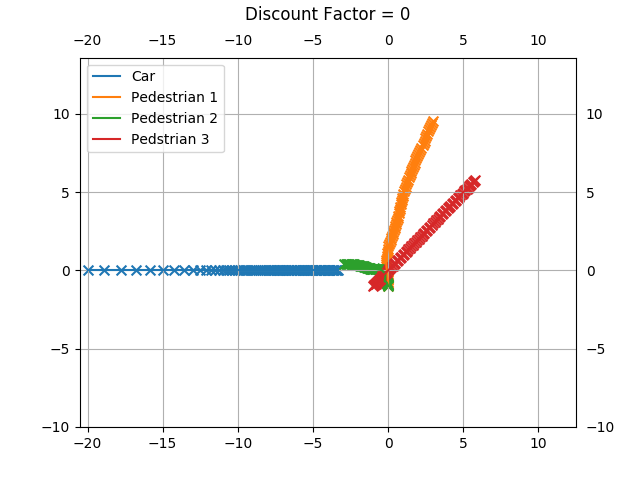 Discount Factor = 0
−20 −15 −10 −5 0 5 10
Car
Pedestrian 1
Pedestrian 2
Pedstrian 3
10 10
5 5
0 0
−5 −5
−10 −10
−20 −15 −10 −5 0 5 10